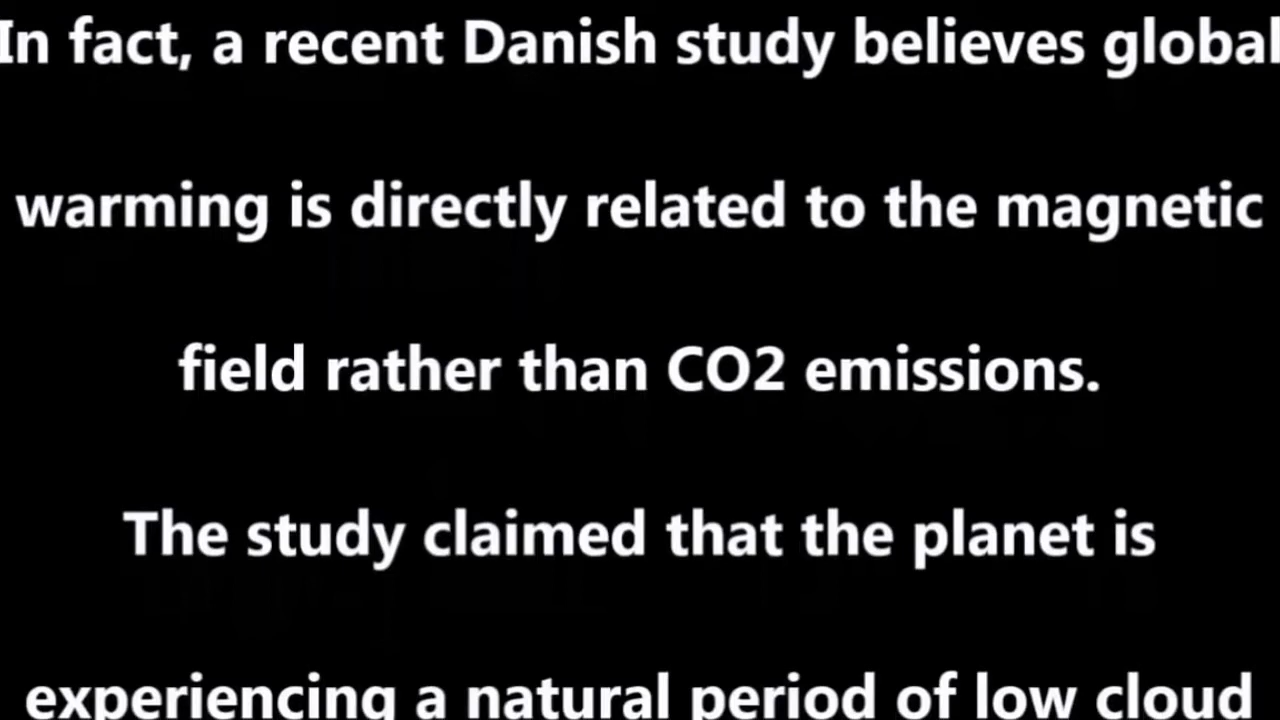 In fact, a recent Danish study believes global
warming is directly related to the magnetic
field rather than CO2 emissions.
The study claimed that the planet is
experiencing a natural period of low cloud